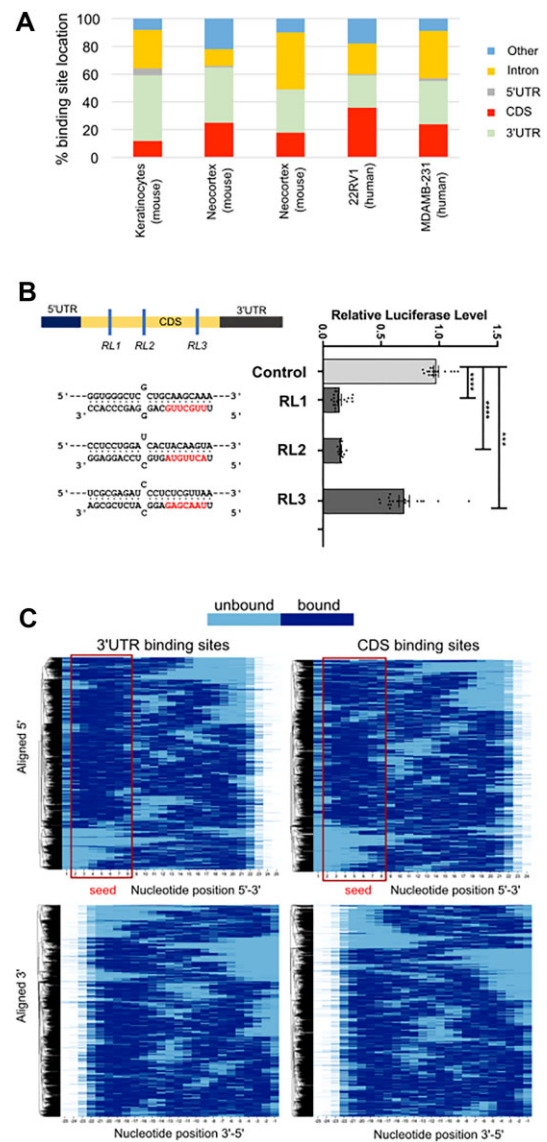 A
% binding site location
100
80
60
40
20
0
Keratinocytes
(mouse)
Neocortex
(mouse)
Neocortex
(mouse)
22RV1
(human)
MDAMB-231
(human)
Other
Intron
5'UTR
CDS
3'UTR
B
5'UTR
CDS
3'UTR
RL1
RL2
RL3
G
5'---GGUGGGCUC CUGCAAGCAAA---3'
CCACCCGAG GACGUUCGUUU
3' G 5'
U
5'---CCUCCUGGA CACUACAAGUA---3'
GGAGGACCU GUGAUGUUCAU
3' C 5'
C
5'---UCGCGAGAU CCUCUCGUUAA---3'
AGCGCUCUA GGAGAGCAAUU
3' C 5'
Relative Luciferase Level
0.0
0.5
1.0
1.5
Control
RL1
RL2
RL3
****
****
***
C
unbound
bound
3'UTR binding sites
CDS binding sites
Aligned 5'
seed Nucleotide position 5'-3'
seed Nucleotide position 5'-3'
Aligned 3'
Nucleotide position 3'-5'
Nucleotide position 3'-5'